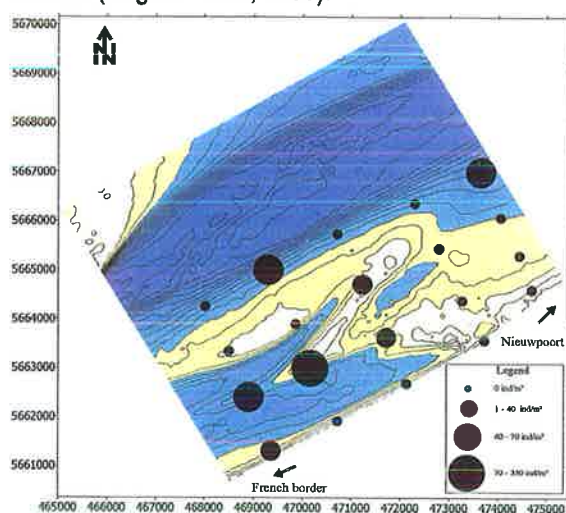 5670000
5669000
5668000
5667000
5666000
5665000
5664000
5663000
5662000
5661000
465000 466000 467000 468000 469000 470000 471000 472000 473000 474000 475000
Nieuwpoort
French border
Legend
0 ind/m²
1 - 40 ind/m²
40 - 70 ind/m²